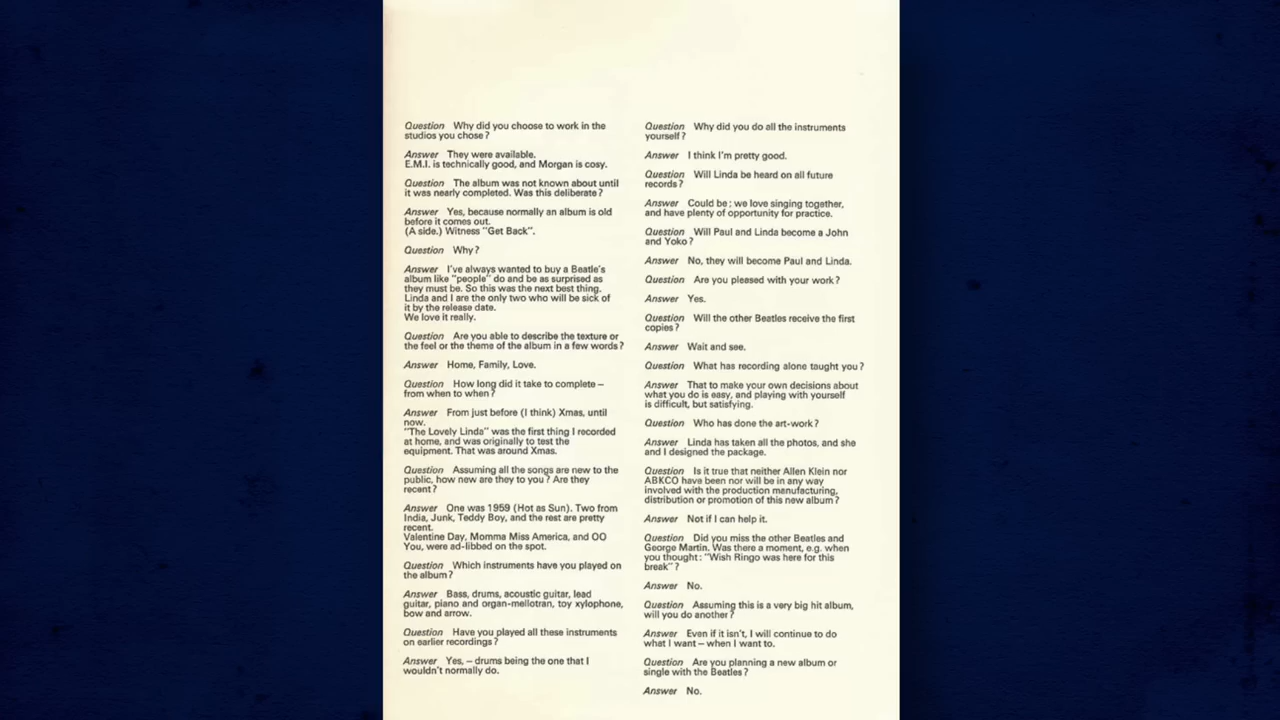 Question Why did you choose to work in the
studios you chose?
Answer They were available.
E.M.I. is technically good, and Morgan is cosy.
Question The album was not known about until
it was nearly completed. Was this deliberate?
Answer Yes, because normally an album is old
before it comes out.
(A side.) Witness "Get Back".
Question Why?
Answer I've always wanted to buy a Beatle's
album like "people" do and be as surprised as
they must be. So this was the next best thing.
Linda and I are the only two who will be sick of
it by the release date.
We love it really.
Question Are you able to describe the texture or
the feel or the theme of the album in a few words?
Answer Home, Family, Love.
Question How long did it take to complete –
from when to when?
Answer From just before (I think) Xmas, until
now.
"The Lovely Linda" was the first thing I recorded
at home, and was originally to test the
equipment. That was around Xmas.
Question Assuming all the songs are new to the
public, how new are they to you? Are they
recent?
Answer One was 1959 (Hot as Sun). Two from
India, Junk, Teddy Boy, and the rest are pretty
recent.
Valentine Day, Momma Miss America, and OO
You, were ad-libbed on the spot.
Question Which instruments have you played on
the album?
Answer Bass, drums, acoustic guitar, lead
guitar, piano and organ-mellotran, toy xylophone,
bow and arrow.
Question Have you played all these instruments
on earlier recordings?
Answer Yes, – drums being the one that I
wouldn't normally do.
Question Why did you do all the instruments
yourself?
Answer I think I'm pretty good.
Question Will Linda be heard on all future
records?
Answer Could be; we love singing together,
and have plenty of opportunity for practice.
Question Will Paul and Linda become a John
and Yoko?
Answer No, they will become Paul and Linda.
Question Are you pleased with your work?
Answer Yes.
Question Will the other Beatles receive the first
copies?
Answer Wait and see.
Question What has recording alone taught you?
Answer That to make your own decisions about
what you do is easy, and playing with yourself
is difficult, but satisfying.
Question Who has done the art-work?
Answer Linda has taken all the photos, and she
and I designed the package.
Question Is it true that neither Allen Klein nor
ABKCO have been nor will be in any way
involved with the production manufacturing,
distribution or promotion of this new album?
Answer Not if I can help it.
Question Did you miss the other Beatles and
George Martin. Was there a moment, e.g. when
you thought: "Wish Ringo was here for this
break"?
Answer No.
Question Assuming this is a very big hit album,
will you do another?
Answer Even if it isn't, I will continue to do
what I want – when I want to.
Question Are you planning a new album or
single with the Beatles?
Answer No.